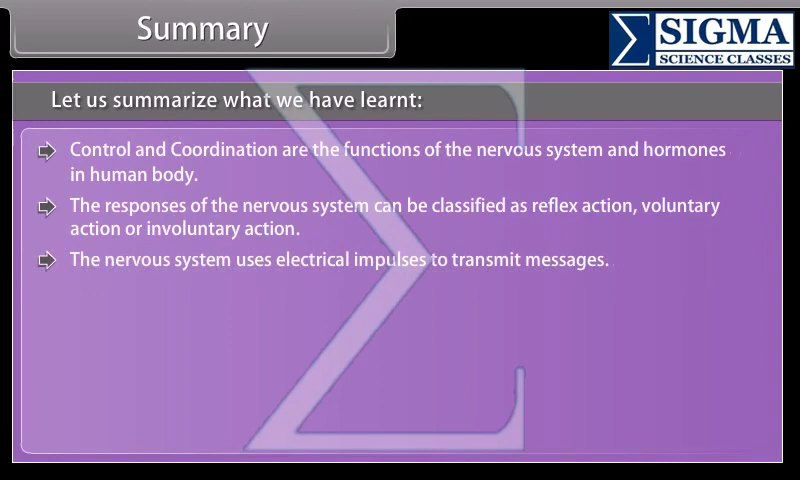 Summary
Σ SIGMA
SCIENCE CLASSES
Let us summarize what we have learnt:
Control and Coordination are the functions of the nervous system and hormones
in human body.
The responses of the nervous system can be classified as reflex action, voluntary
action or involuntary action.
The nervous system uses electrical impulses to transmit messages.
Σ